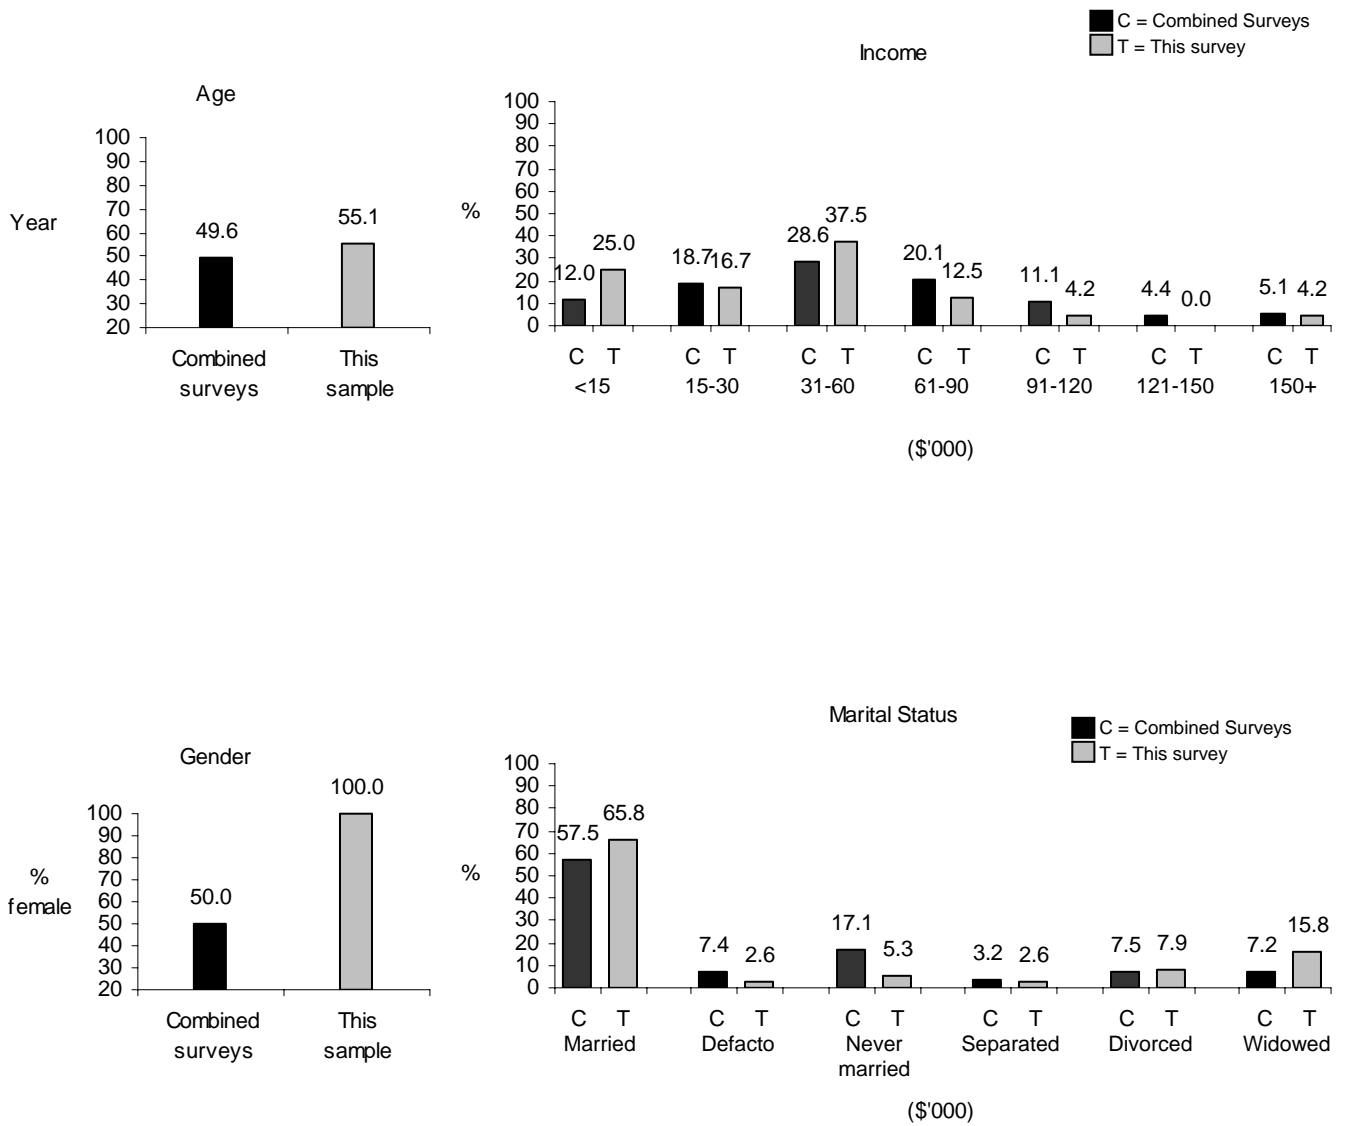 C = Combined Surveys
T = This survey
Income
Age
Year
100
90
80
70
60
50
40
30
20
49.6
55.1
Combined surveys
This sample
%
100
90
80
70
60
50
40
30
20
10
0
12.0 25.0 18.7 16.7 28.6 37.5 20.1 12.5 11.1 4.2 4.4 0.0 5.1 4.2
C T C T C T C T C T C T C T
<15 15-30 31-60 61-90 91-120 121-150 150+
($'000)
Gender
% female
100
90
80
70
60
50
40
30
20
50.0
100.0
Combined surveys
This sample
Marital Status
C = Combined Surveys
T = This survey
%
100
90
80
70
60
50
40
30
20
10
0
57.5 65.8 7.4 2.6 17.1 5.3 3.2 2.6 7.5 7.9 7.2 15.8
C T C T C T C T C T C T
Married Defacto Never married Separated Divorced Widowed
($'000)